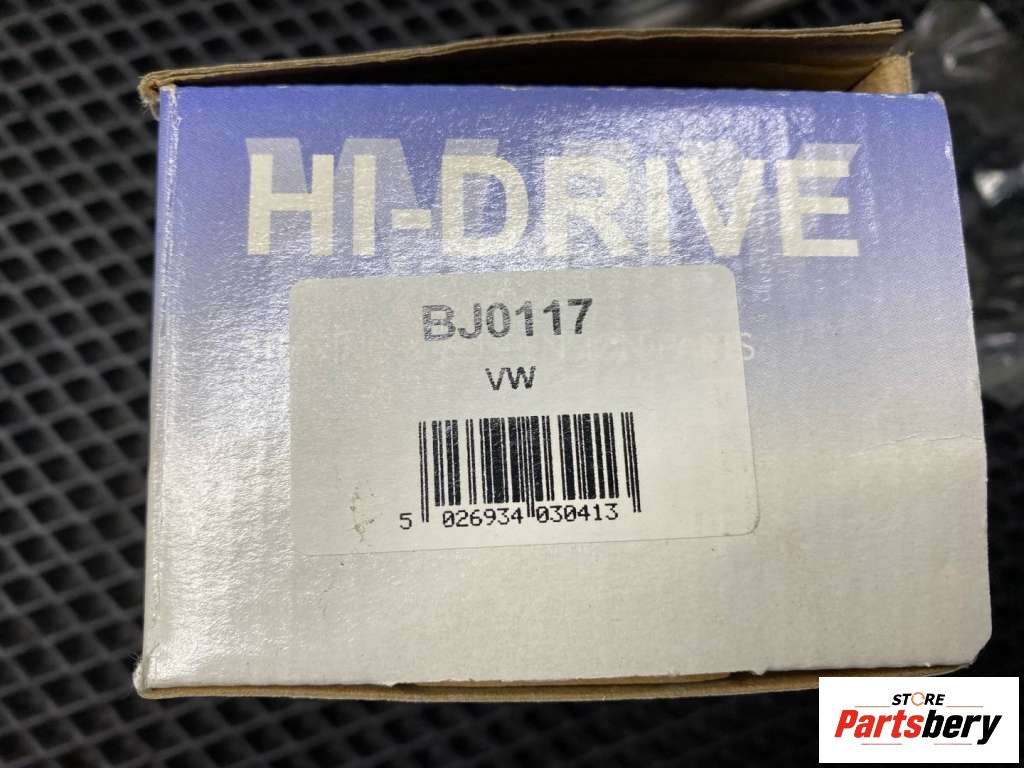 HI-DRIVE
BJ0117
VW
5 026934 030413
STORE
Partsbery